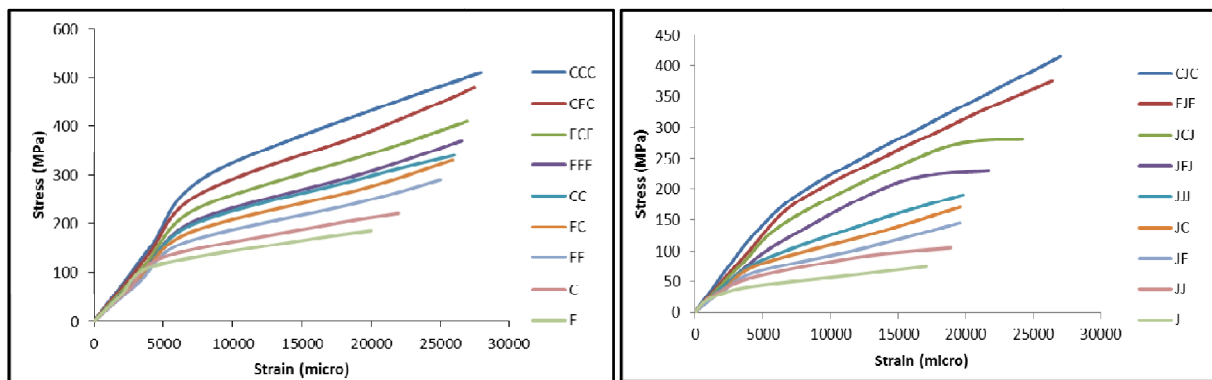 600
500
400
300
200
100
0
Stress (MPa)
0 5000 10000 15000 20000 25000 30000
Strain (micro)
CCC
CFC
FCF
FFF
CC
FC
FF
C
F
450
400
350
300
250
200
150
100
50
0
Stress (MPa)
0 5000 10000 15000 20000 25000 30000
Strain (micro)
CJC
FJF
JCJ
JFJ
JJJ
JC
JF
JJ
J